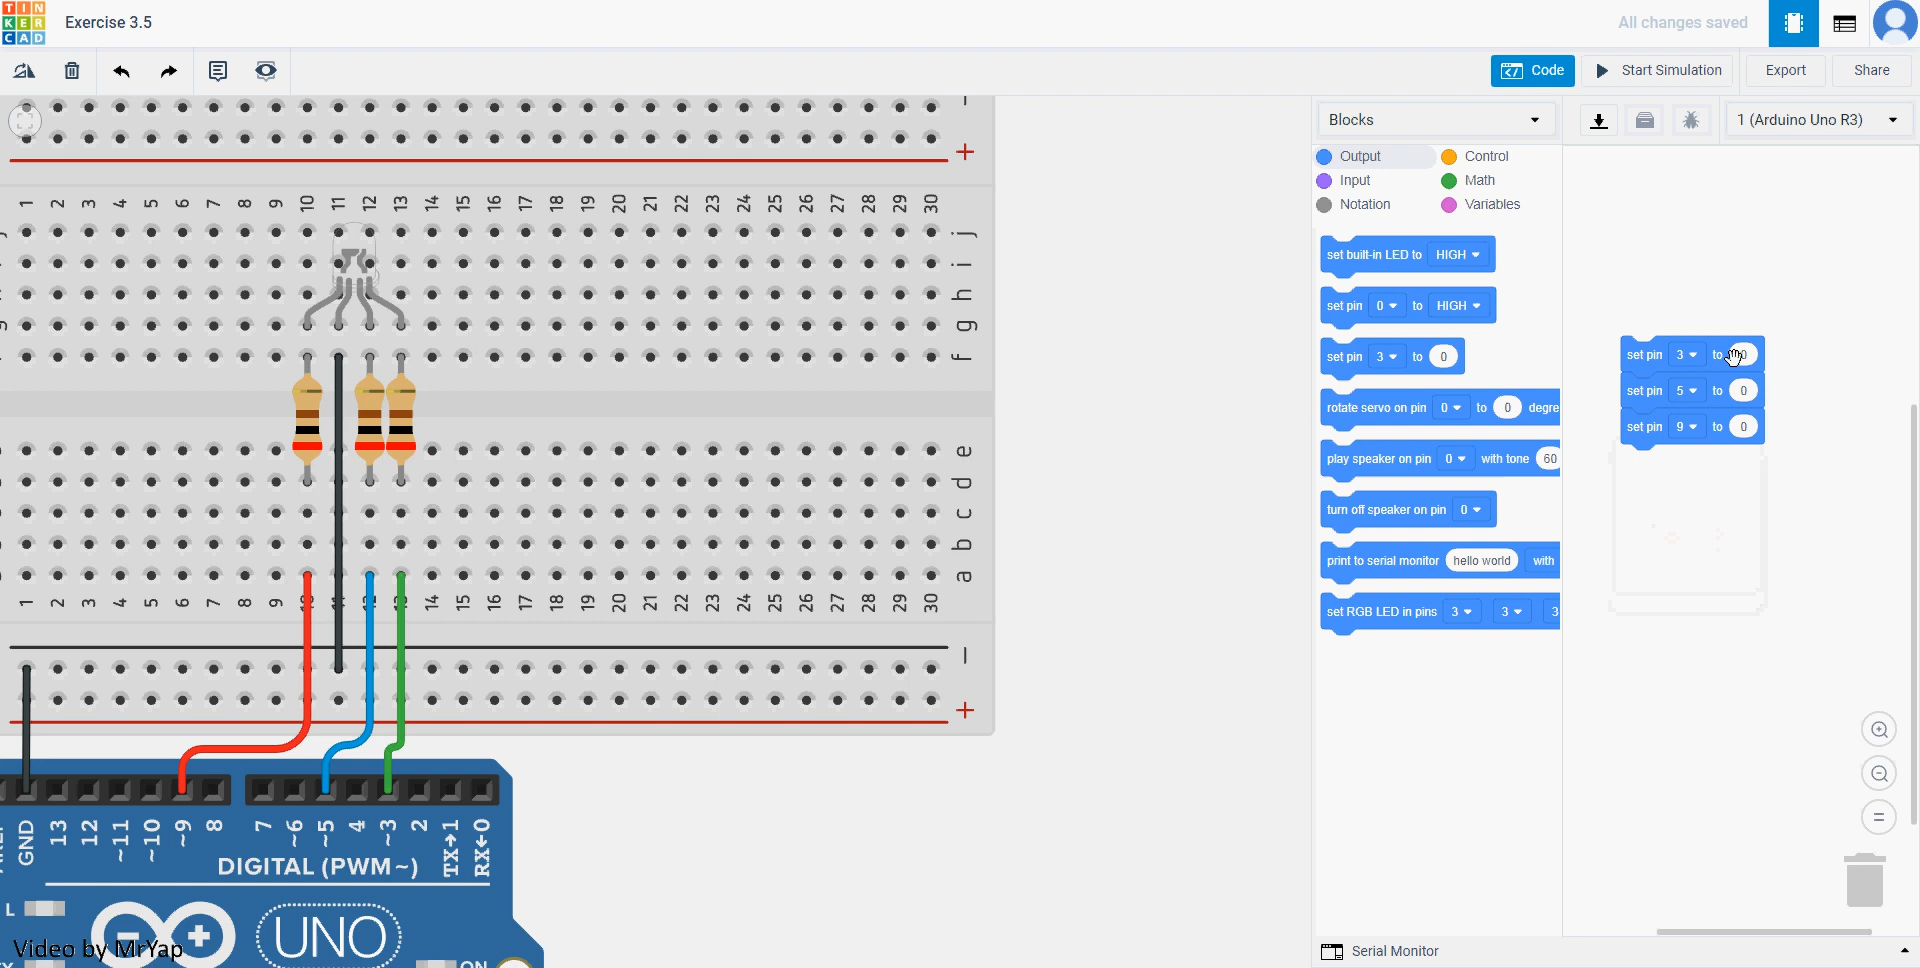 TIN
KER
CAD
Exercise 3.5
All changes saved
Code
Start Simulation
Export
Share
Blocks
1 (Arduino Uno R3)
Output
Control
Input
Math
Notation
Variables
set built-in LED to HIGH
set pin 0 to HIGH
set pin 3 to 0
rotate servo on pin 0 to 0 degre
play speaker on pin 0 with tone 60
turn off speaker on pin 0
print to serial monitor hello world with
set RGB LED in pins 3 3 3
set pin 3 to 0
set pin 5 to 0
set pin 9 to 0
Serial Monitor
- 
+
1 2 3 4 5 6 7 8 9 10 11 12 13 14 15 16 17 18 19 20 21 22 23 24 25 26 27 28 29 30
j
i
h
g
f
e
d
c
b
a
1 2 3 4 5 6 7 8 9 10 11 12 13 14 15 16 17 18 19 20 21 22 23 24 25 26 27 28 29 30
-
+
GND 13 12 ~11 ~10 ~9 8 7 ~6 ~5 4 ~3 2 TX→1 RX←0
DIGITAL (PWM~)
L
UNO
ON
Video by MrYap